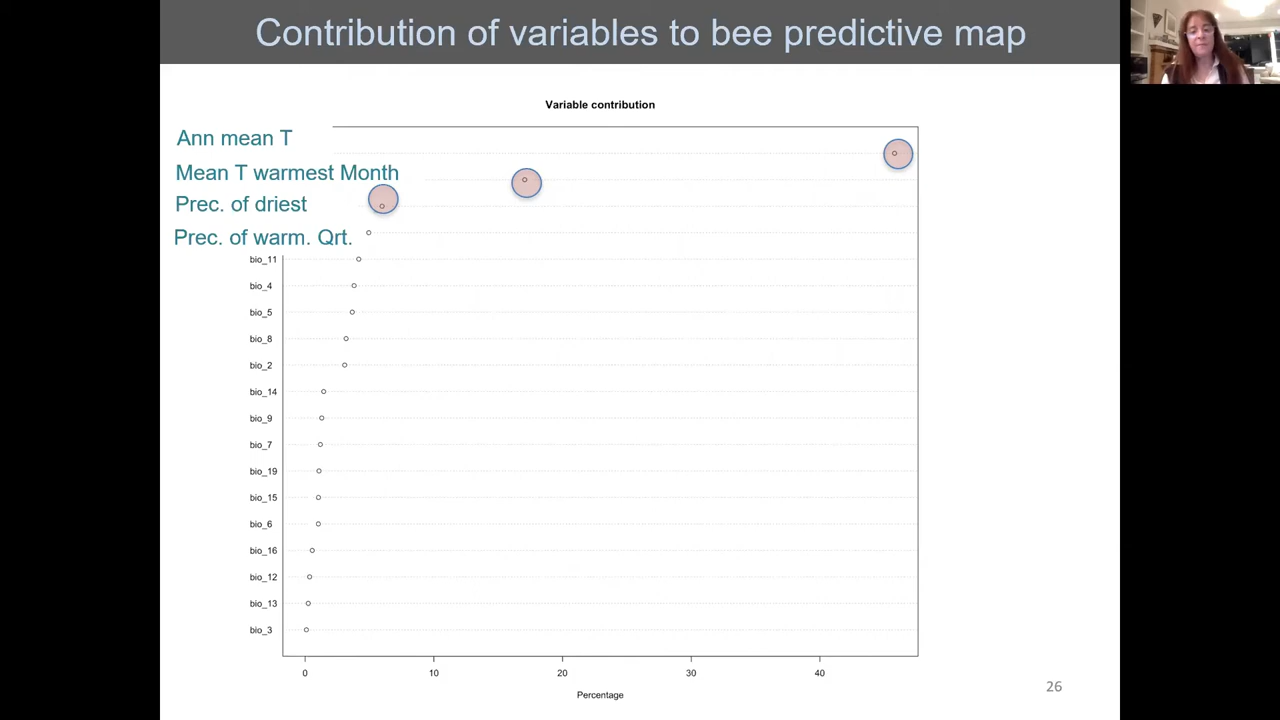 Contribution of variables to bee predictive map
Variable contribution
Ann mean T
Mean T warmest Month
Prec. of driest
Prec. of warm. Qrt.
bio_11
bio_4
bio_5
bio_8
bio_2
bio_14
bio_9
bio_7
bio_19
bio_15
bio_6
bio_16
bio_12
bio_13
bio_3
0 10 20 30 40
Percentage
26